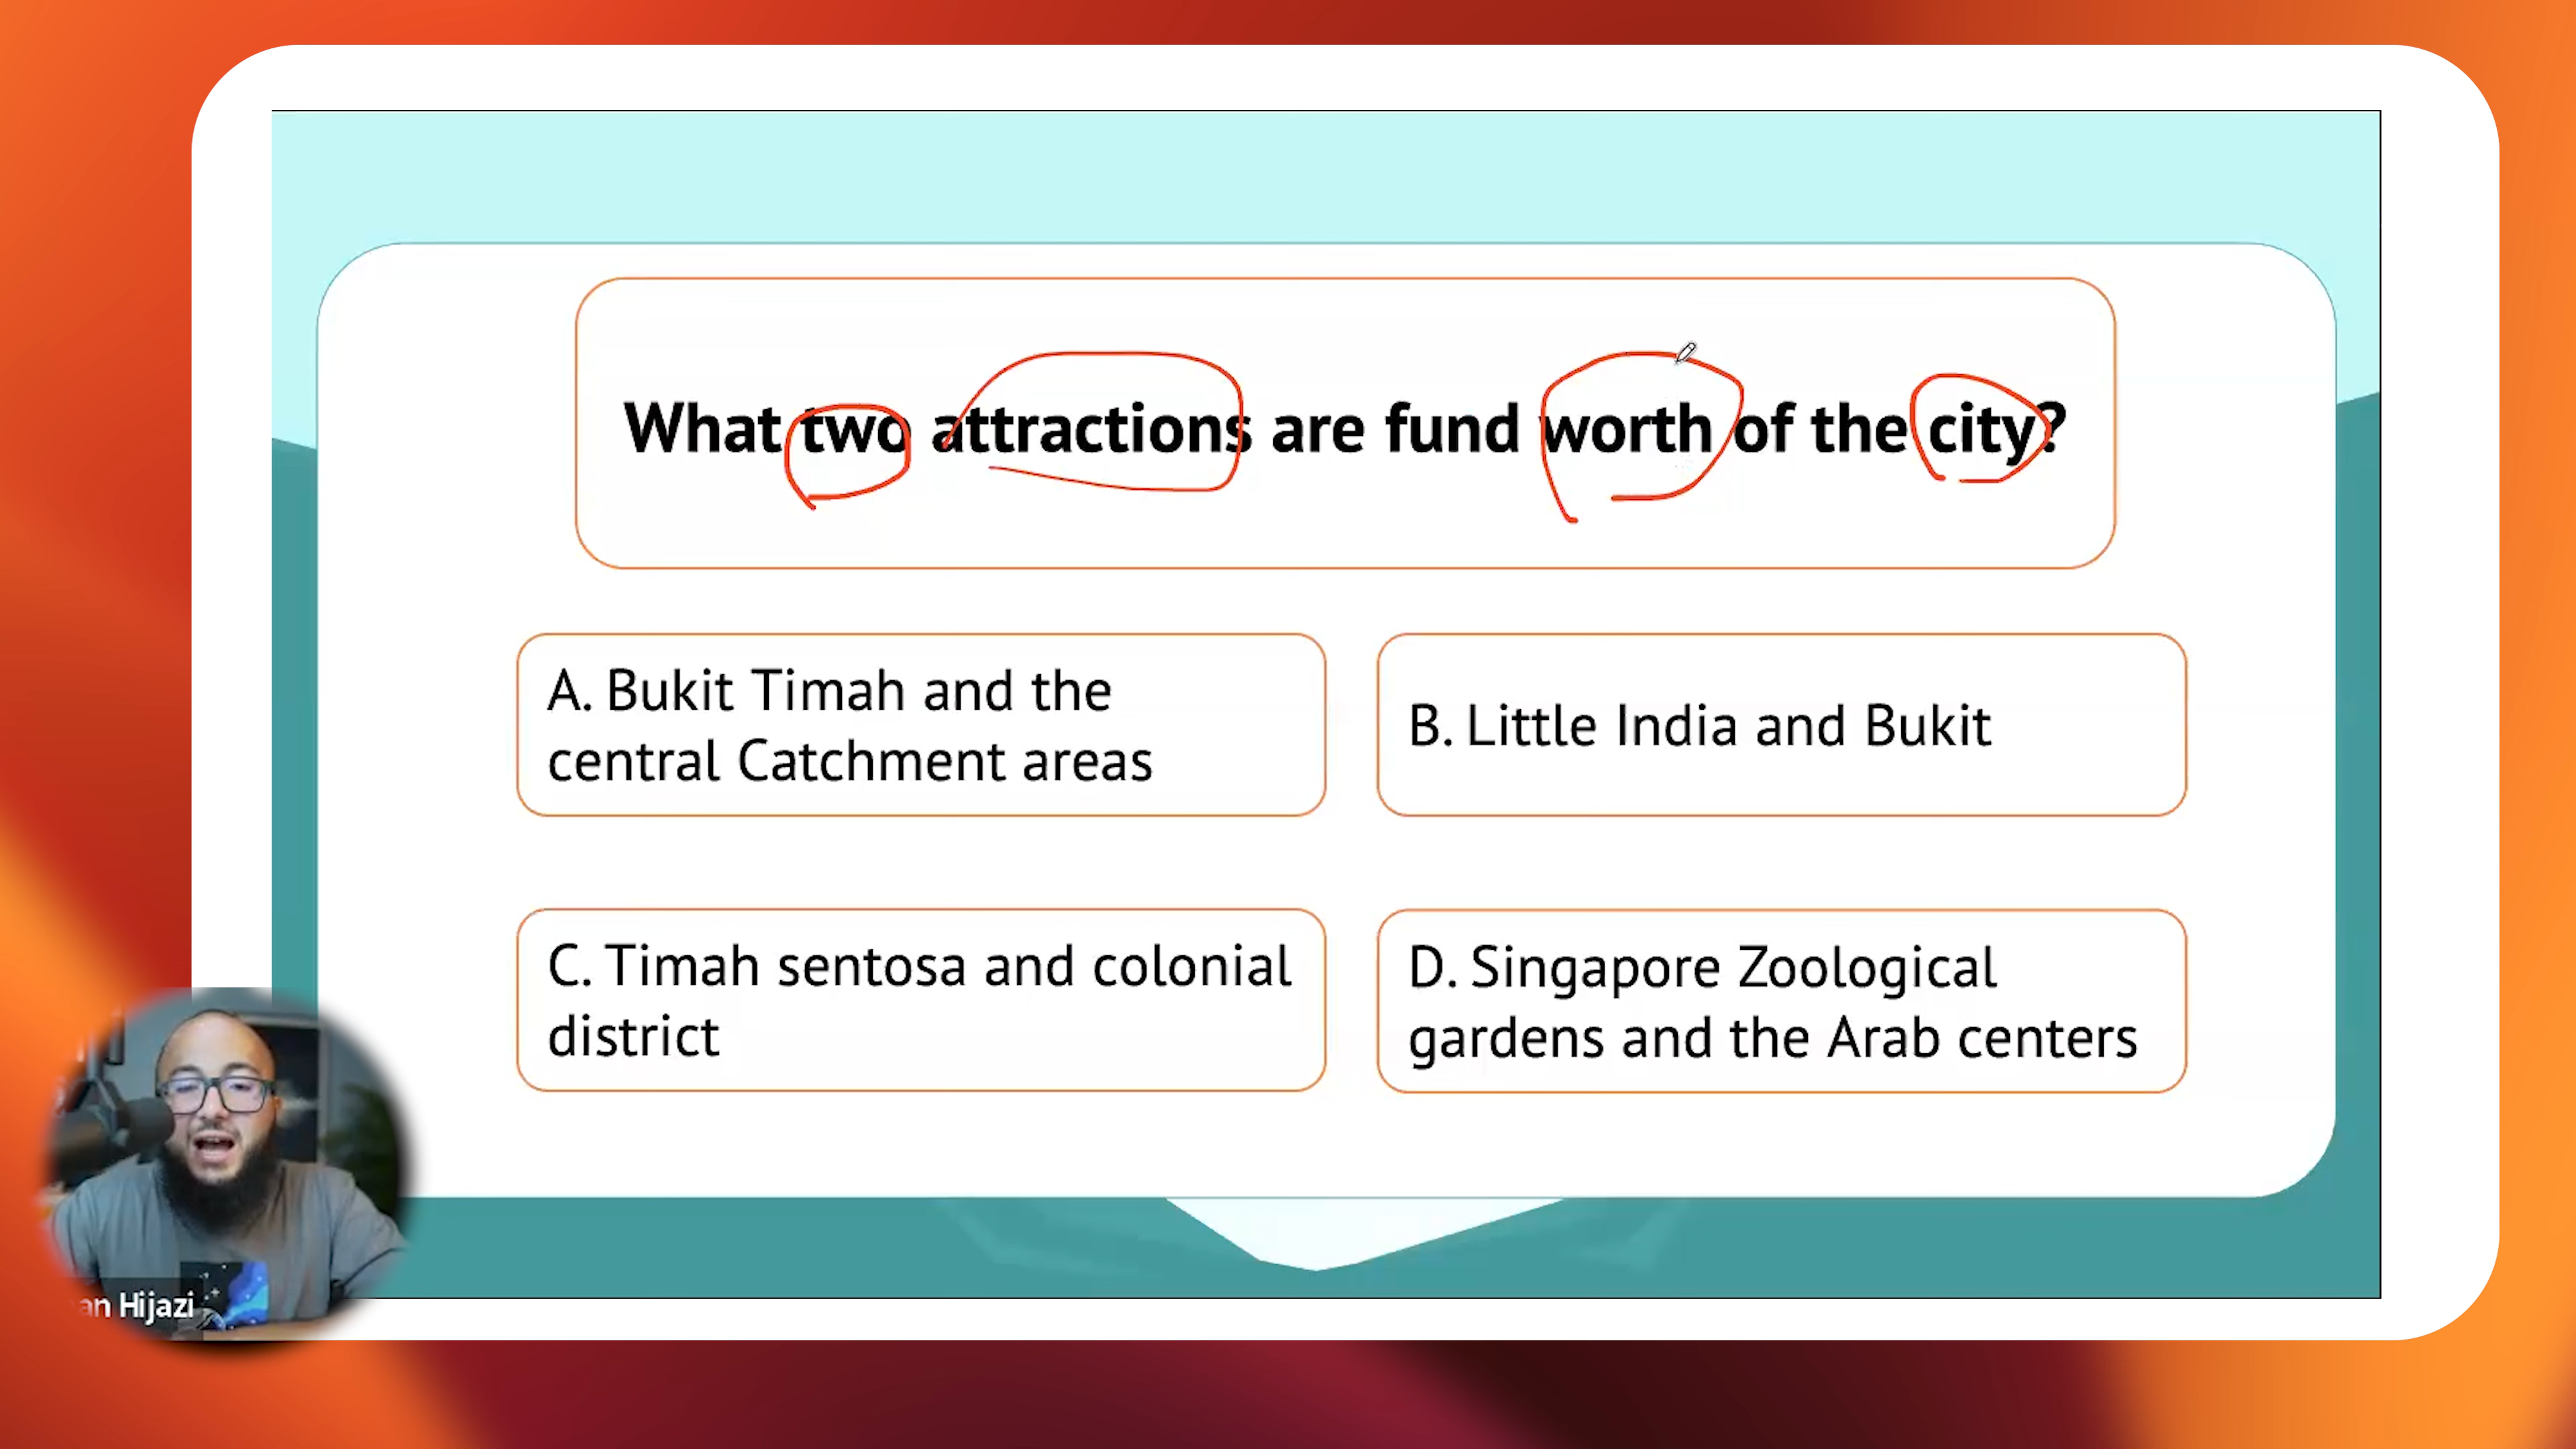 What two attractions are fund worth of the city?
A. Bukit Timah and the
central Catchment areas
B. Little India and Bukit
C. Timah sentosa and colonial
district
D. Singapore Zoological
gardens and the Arab centers
an Hijazi